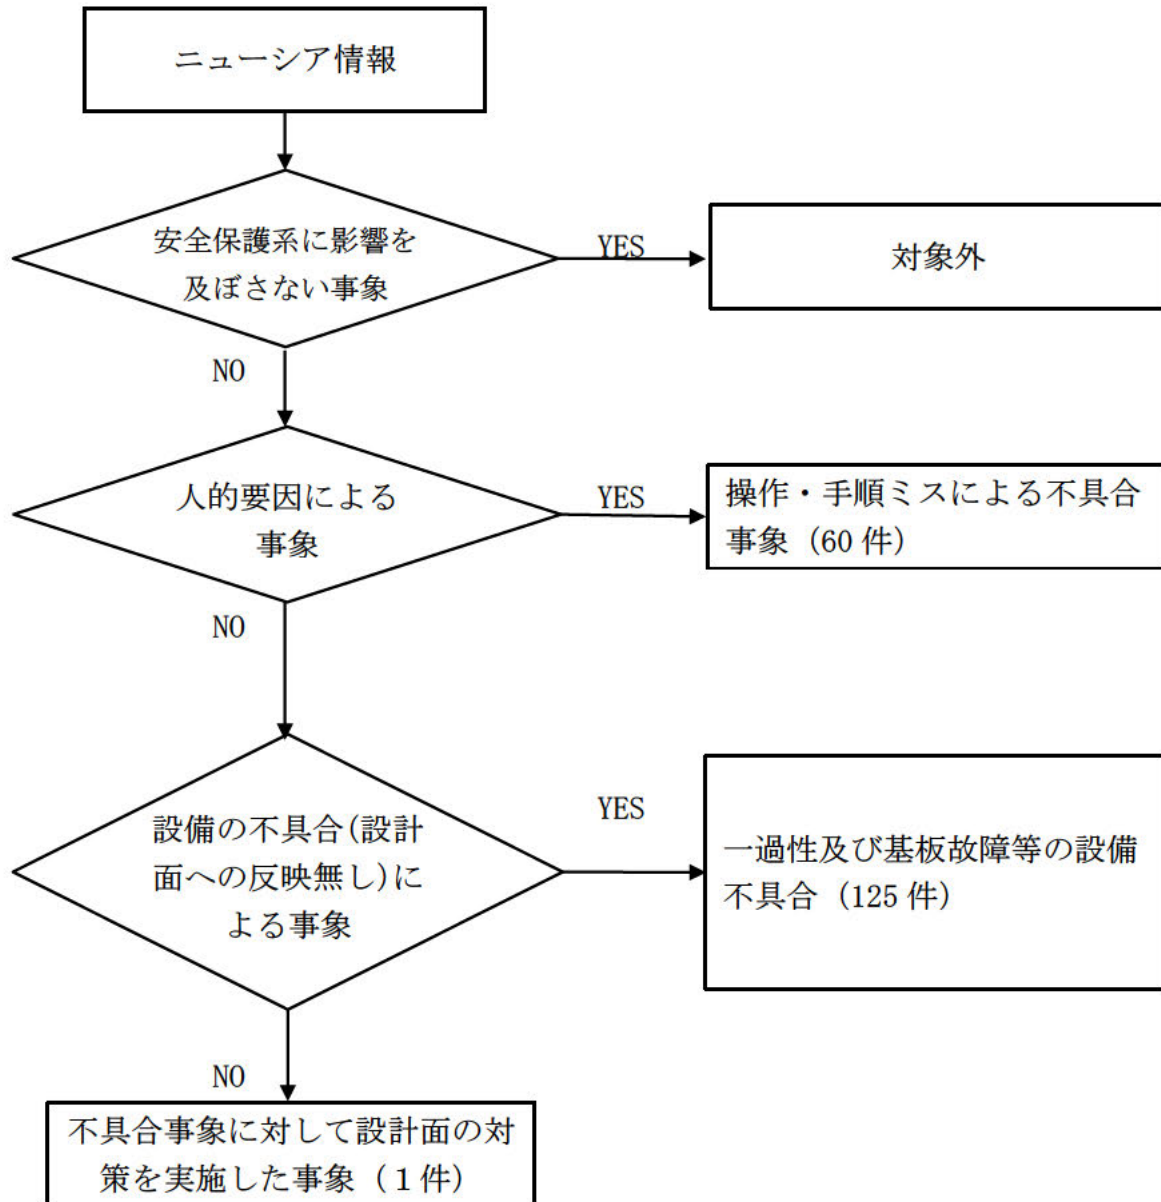 ニューシア情報
安全保護系に影響を
及ぼさない事象
YES
対象外
NO
人的要因による
事象
YES
操作・手順ミスによる不具合
事象（60 件）
NO
設備の不具合(設計
面への反映無し)に
よる事象
YES
一過性及び基板故障等の設備
不具合（125 件）
NO
不具合事象に対して設計面の対
策を実施した事象（１件）